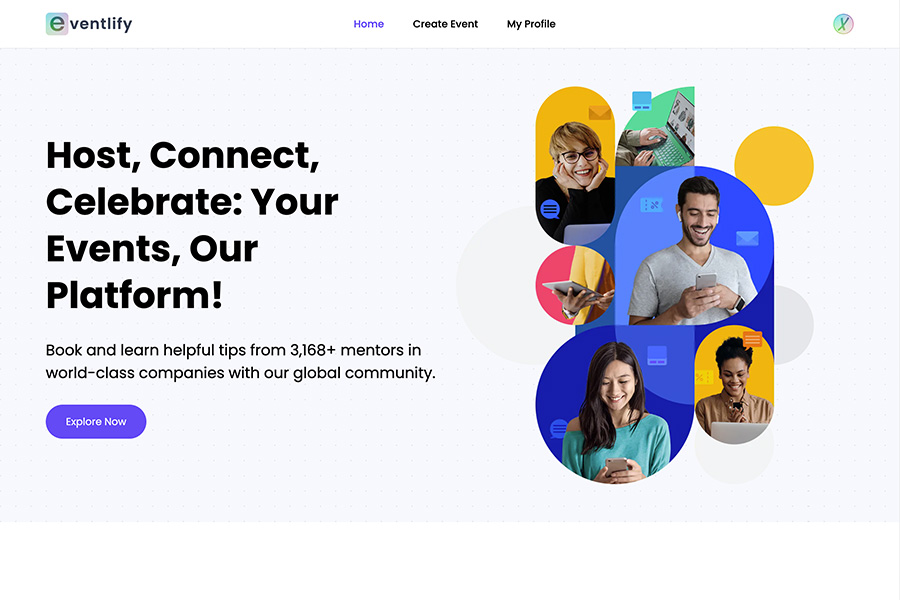 eventlify
Home
Create Event
My Profile
Host, Connect,
Celebrate: Your
Events, Our
Platform!
Book and learn helpful tips from 3,168+ mentors in
world-class companies with our global community.
Explore Now